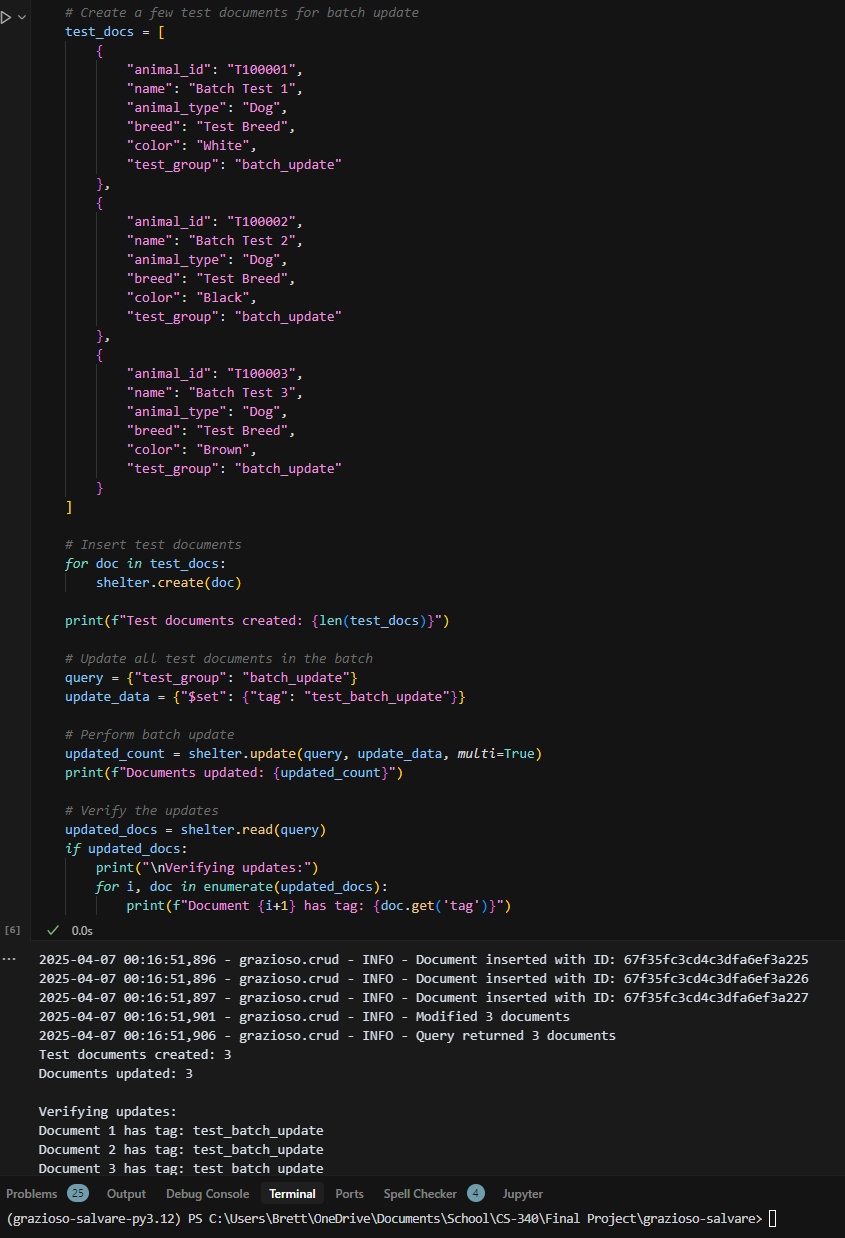 # Create a few test documents for batch update
test_docs = [
    {
        "animal_id": "T100001",
        "name": "Batch Test 1",
        "animal_type": "Dog",
        "breed": "Test Breed",
        "color": "White",
        "test_group": "batch_update"
    },
    {
        "animal_id": "T100002",
        "name": "Batch Test 2",
        "animal_type": "Dog",
        "breed": "Test Breed",
        "color": "Black",
        "test_group": "batch_update"
    },
    {
        "animal_id": "T100003",
        "name": "Batch Test 3",
        "animal_type": "Dog",
        "breed": "Test Breed",
        "color": "Brown",
        "test_group": "batch_update"
    }
]

# Insert test documents
for doc in test_docs:
    shelter.create(doc)

print(f"Test documents created: {len(test_docs)}")

# Update all test documents in the batch
query = {"test_group": "batch_update"}
update_data = {"$set": {"tag": "test_batch_update"}}

# Perform batch update
updated_count = shelter.update(query, update_data, multi=True)
print(f"Documents updated: {updated_count}")

# Verify the updates
updated_docs = shelter.read(query)
if updated_docs:
    print("\nVerifying updates:")
    for i, doc in enumerate(updated_docs):
        print(f"Document {i+1} has tag: {doc.get('tag')}")
[6] 0.0s
... 2025-04-07 00:16:51,896 - grazioso.crud - INFO - Document inserted with ID: 67f35fc3cd4c3dfa6ef3a225
2025-04-07 00:16:51,896 - grazioso.crud - INFO - Document inserted with ID: 67f35fc3cd4c3dfa6ef3a226
2025-04-07 00:16:51,897 - grazioso.crud - INFO - Document inserted with ID: 67f35fc3cd4c3dfa6ef3a227
2025-04-07 00:16:51,901 - grazioso.crud - INFO - Modified 3 documents
2025-04-07 00:16:51,906 - grazioso.crud - INFO - Query returned 3 documents
Test documents created: 3
Documents updated: 3

Verifying updates:
Document 1 has tag: test_batch_update
Document 2 has tag: test_batch_update
Document 3 has tag: test_batch_update
Problems 25 Output Debug Console Terminal Ports Spell Checker 4 Jupyter
(grazioso-salvare-py3.12) PS C:\Users\Brett\OneDrive\Documents\School\CS-340\Final Project\grazioso-salvare>